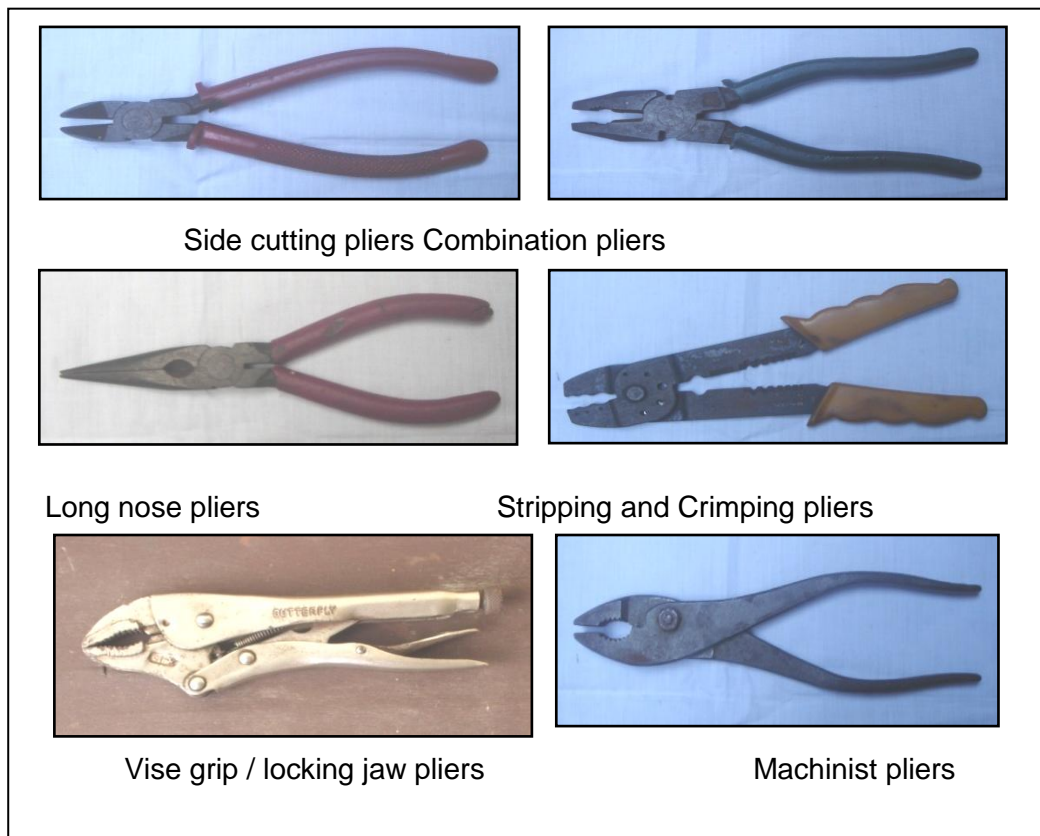 Side cutting pliers Combination pliers
Long nose pliers
Stripping and Crimping pliers
BUTTERFLY
Vise grip / locking jaw pliers
Machinist pliers